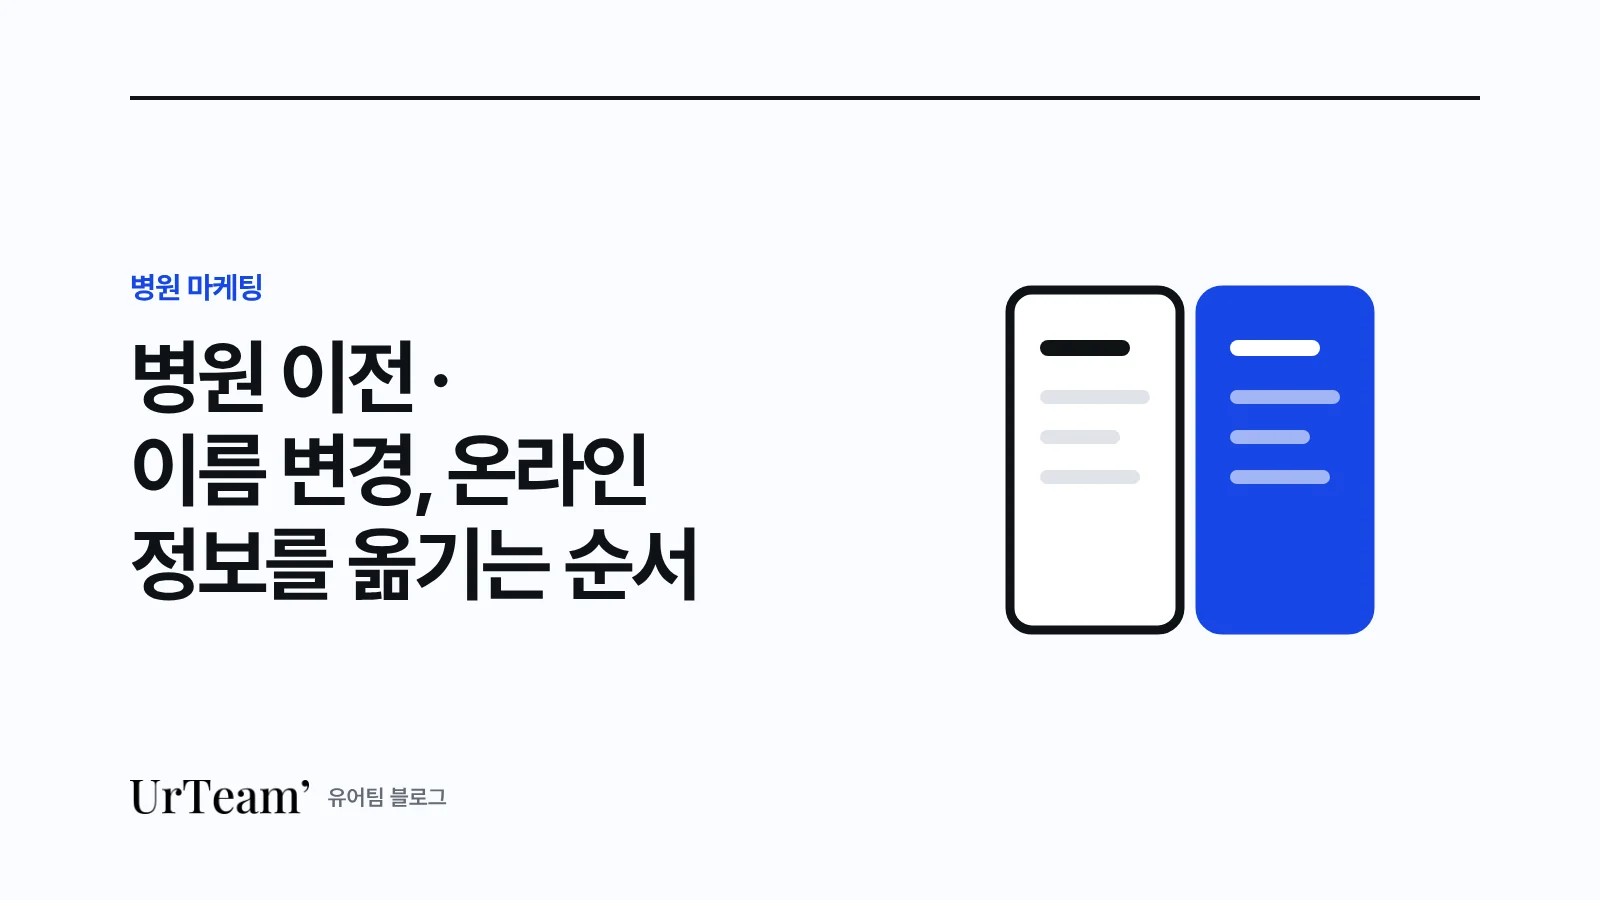 병원 마케팅
병원 이전 ·
이름 변경, 온라인
정보를 옮기는 순서
UrTeam’ 유어팀 블로그